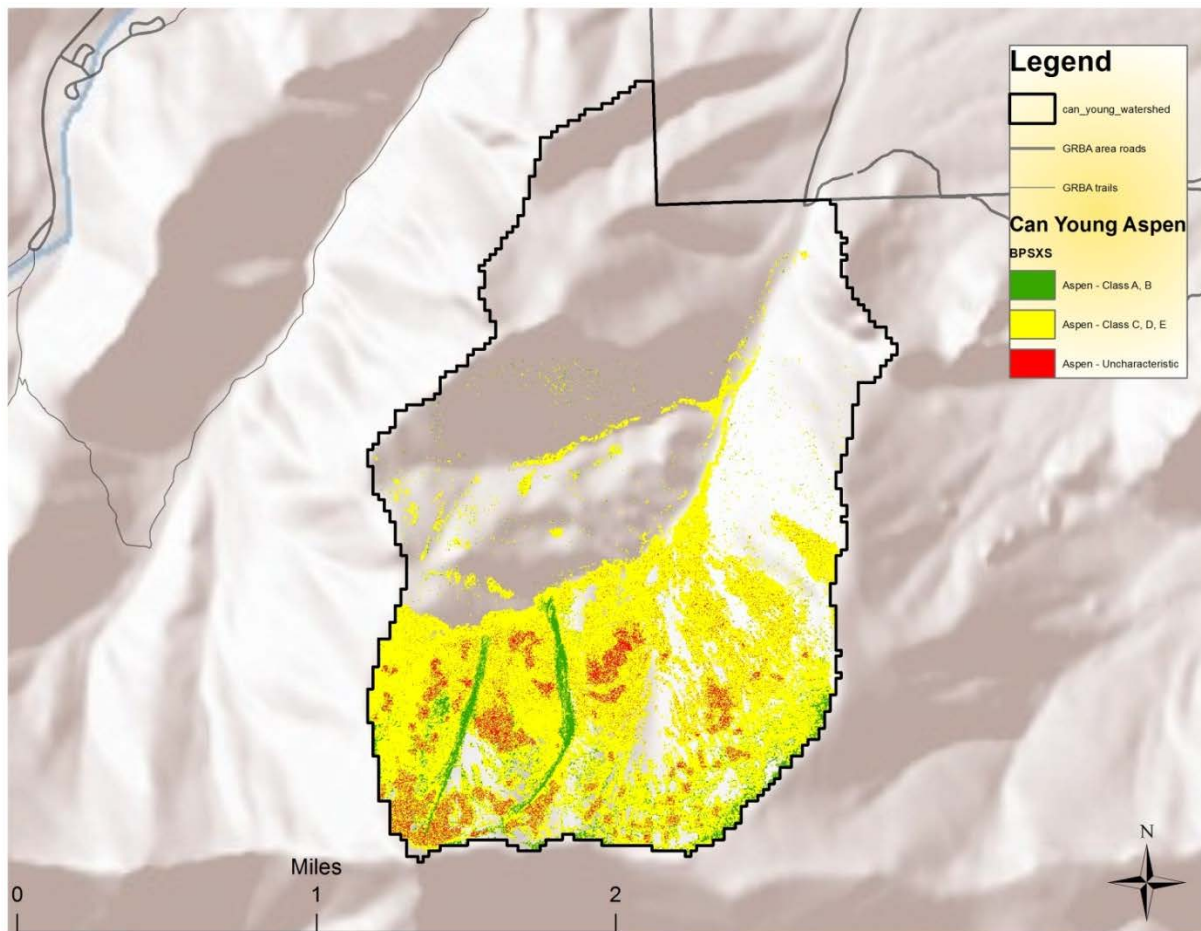 Legend
can_young_watershed
GRBA area roads
GRBA trails
Can Young Aspen
BPSXS
Aspen - Class A, B
Aspen - Class C, D, E
Aspen - Uncharacteristic
N
Miles
0 1 2